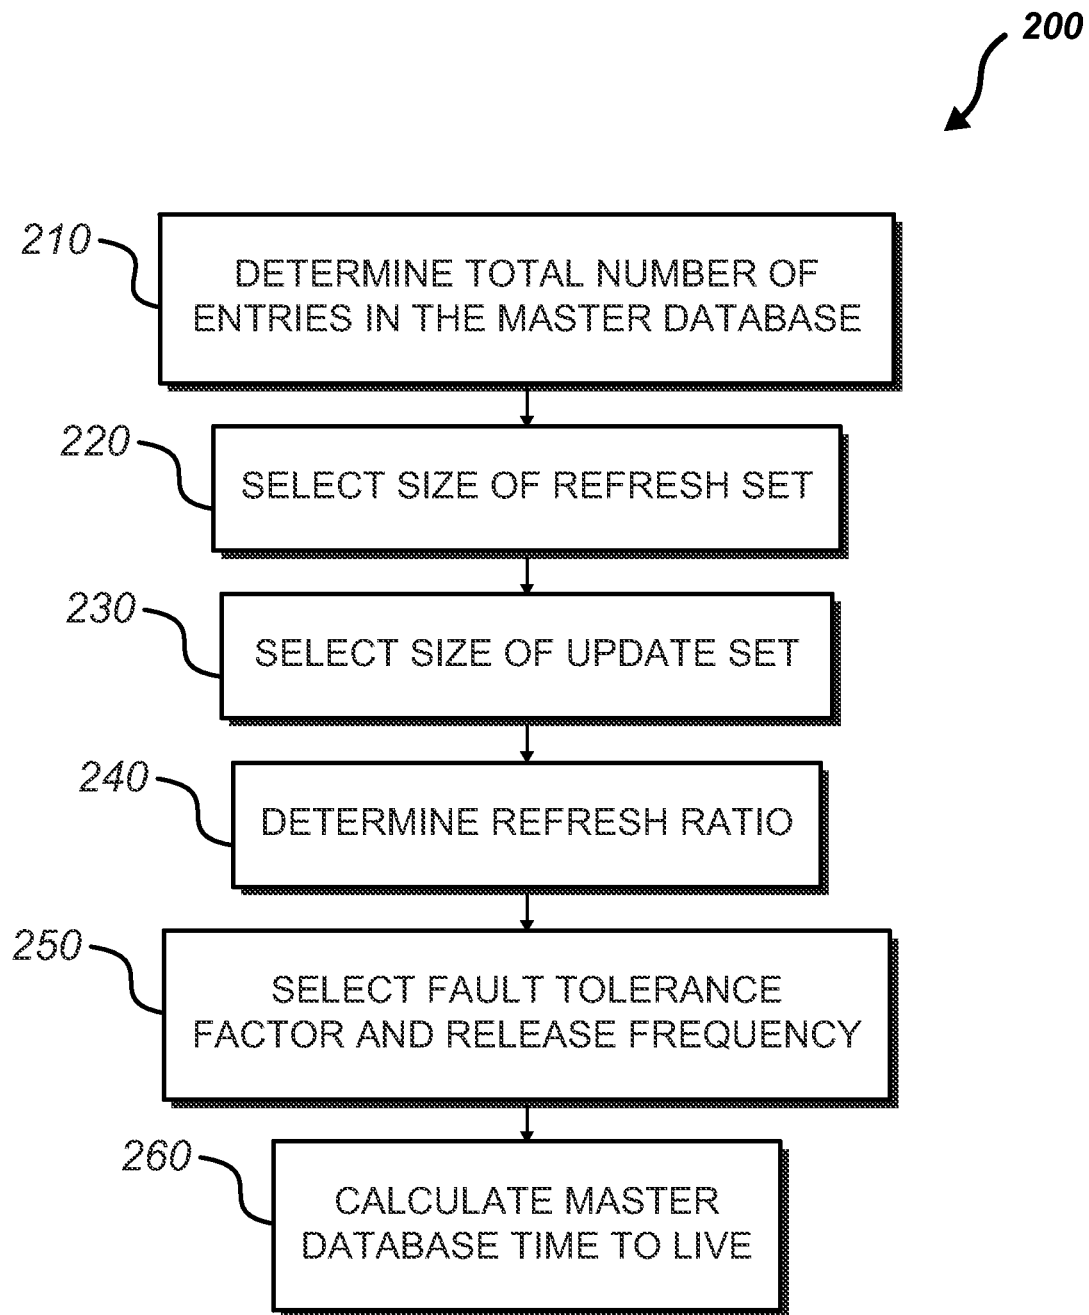 200
210
DETERMINE TOTAL NUMBER OF
ENTRIES IN THE MASTER DATABASE
220
SELECT SIZE OF REFRESH SET
230
SELECT SIZE OF UPDATE SET
240
DETERMINE REFRESH RATIO
250
SELECT FAULT TOLERANCE
FACTOR AND RELEASE FREQUENCY
260
CALCULATE MASTER
DATABASE TIME TO LIVE